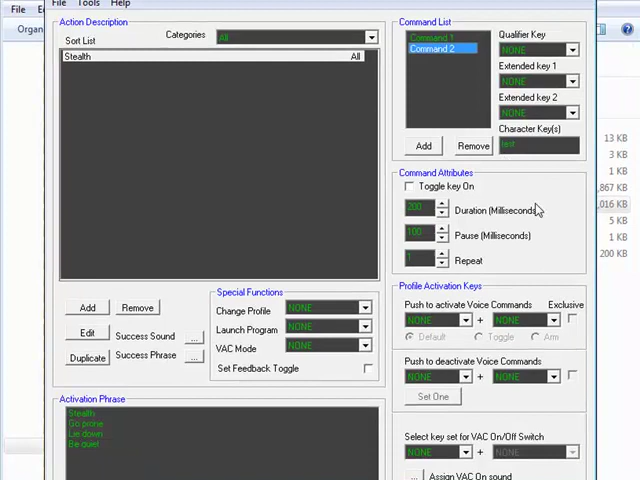 File Tools Help
File Ed
Organ
Action Description
Sort List
Categories
All
Stealth All
Add
Remove
Edit
Duplicate
Success Sound ...
Success Phrase ...
Special Functions
Change Profile NONE
Launch Program NONE
VAC Mode NONE
Set Feedback Toggle
Activation Phrase
Stealth
Go prone
Lie down
Be quiet
Command List
Command 1
Command 2
Add
Remove
Qualifier Key
NONE
Extended key 1
NONE
Extended key 2
NONE
Character Key(s)
test
Command Attributes
Toggle key On
200 Duration (Milliseconds)
100 Pause (Milliseconds)
1 Repeat
Profile Activation Keys
Push to activate Voice Commands Exclusive
NONE + NONE
Default Toggle Arm
Push to deactivate Voice Commands
NONE + NONE
Set One
Select key set for VAC On/Off Switch
NONE + NONE
... Assign VAC On sound
13 KB
3 KB
1 KB
,867 KB
,016 KB
5 KB
1 KB
200 KB